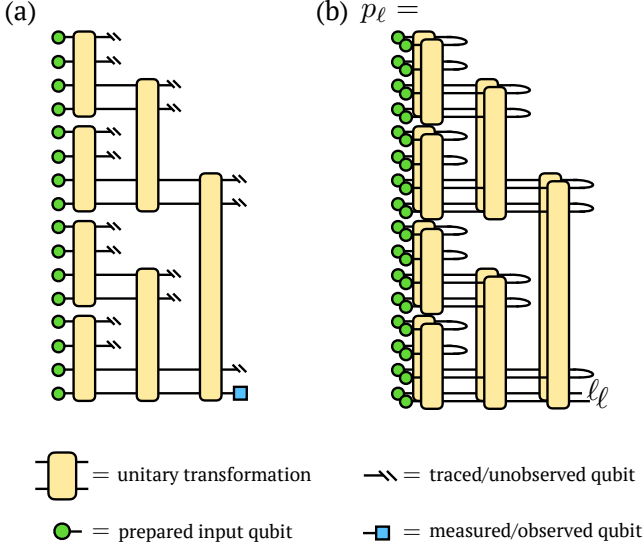 (a)
(b) pℓ =
ℓℓ
= unitary transformation
= traced/unobserved qubit
= prepared input qubit
= measured/observed qubit